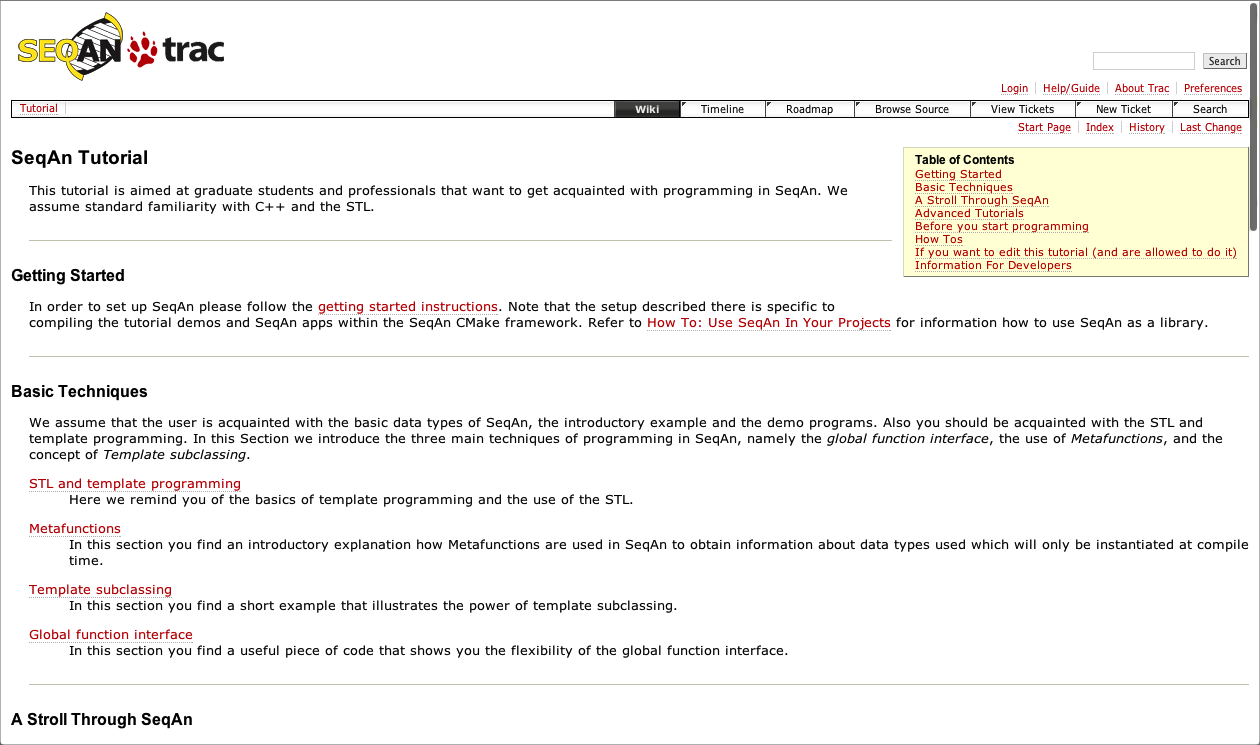 SEQAN trac
Search
Login Help/Guide About Trac Preferences
Tutorial Wiki Timeline Roadmap Browse Source View Tickets New Ticket Search
Start Page Index History Last Change
SeqAn Tutorial
This tutorial is aimed at graduate students and professionals that want to get acquainted with programming in SeqAn. We
assume standard familiarity with C++ and the STL.
Table of Contents
Getting Started
Basic Techniques
A Stroll Through SeqAn
Advanced Tutorials
Before you start programming
How Tos
If you want to edit this tutorial (and are allowed to do it)
Information For Developers
Getting Started
In order to set up SeqAn please follow the getting started instructions. Note that the setup described there is specific to
compiling the tutorial demos and SeqAn apps within the SeqAn CMake framework. Refer to How To: Use SeqAn In Your Projects for information how to use SeqAn as a library.
Basic Techniques
We assume that the user is acquainted with the basic data types of SeqAn, the introductory example and the demo programs. Also you should be acquainted with the STL and
template programming. In this Section we introduce the three main techniques of programming in SeqAn, namely the global function interface, the use of Metafunctions, and the
concept of Template subclassing.
STL and template programming
Here we remind you of the basics of template programming and the use of the STL.
Metafunctions
In this section you find an introductory explanation how Metafunctions are used in SeqAn to obtain information about data types used which will only be instantiated at compile
time.
Template subclassing
In this section you find a short example that illustrates the power of template subclassing.
Global function interface
In this section you find a useful piece of code that shows you the flexibility of the global function interface.
A Stroll Through SeqAn